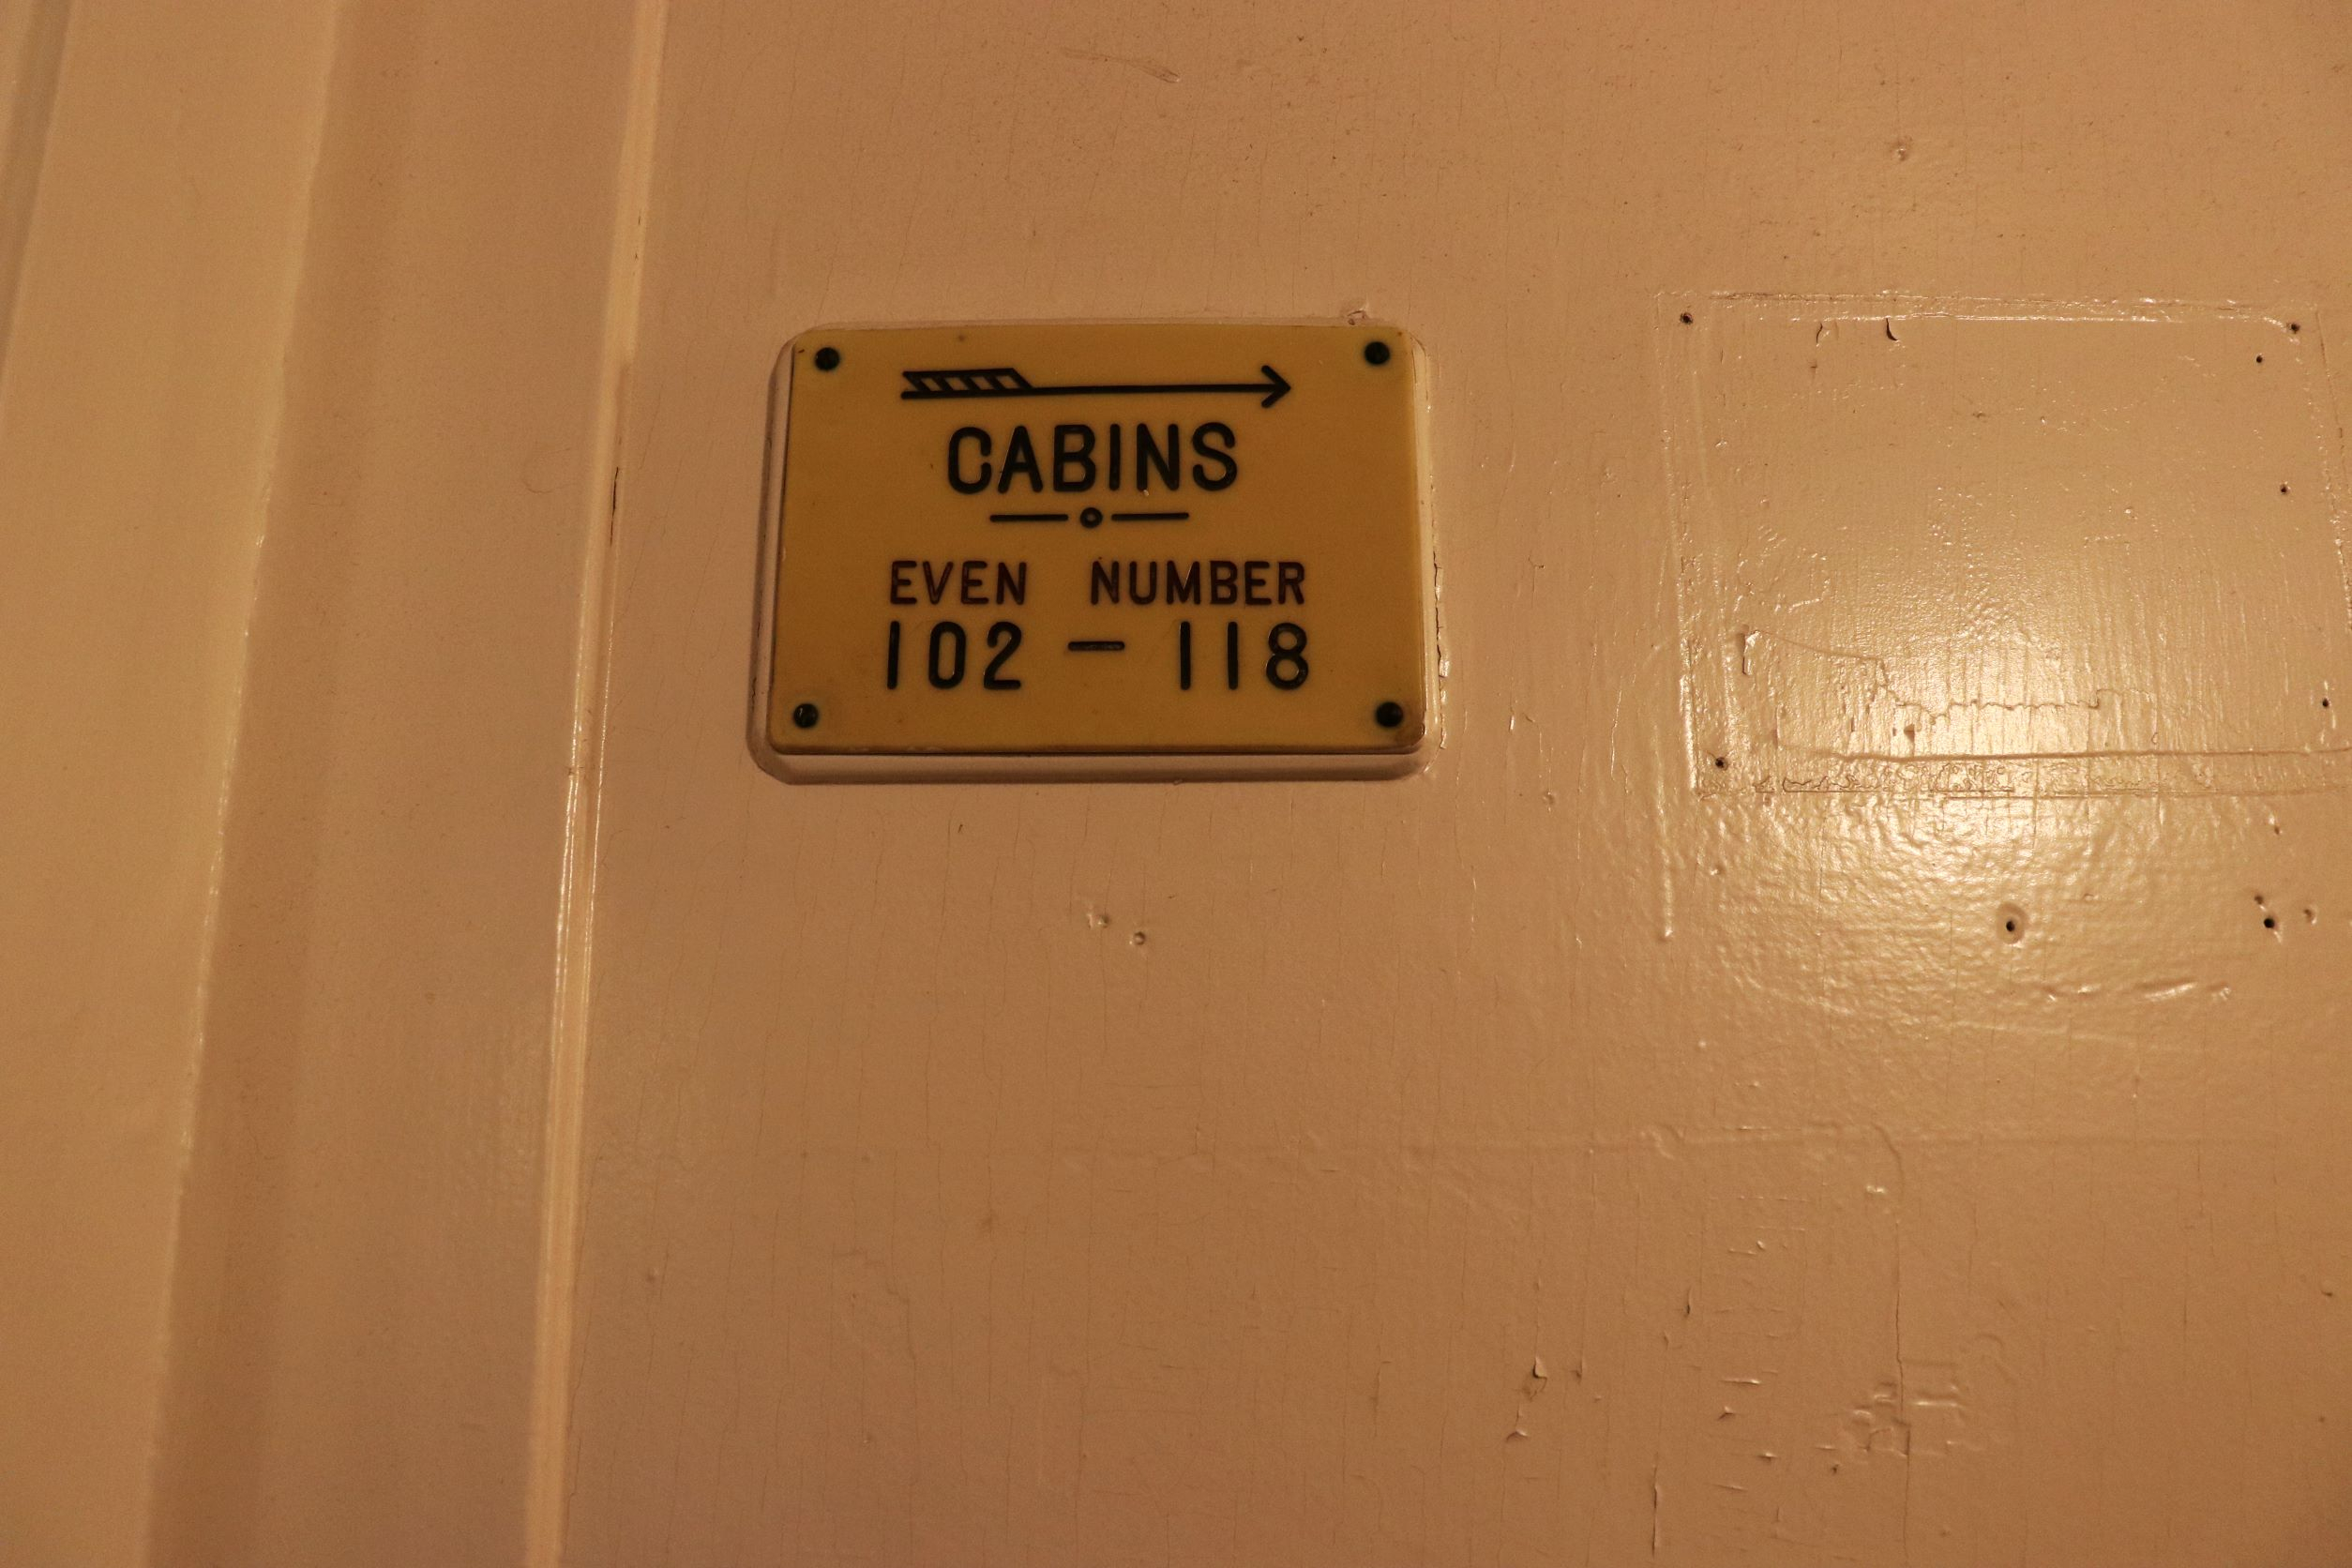 CABINS
EVEN NUMBER
102 - 118